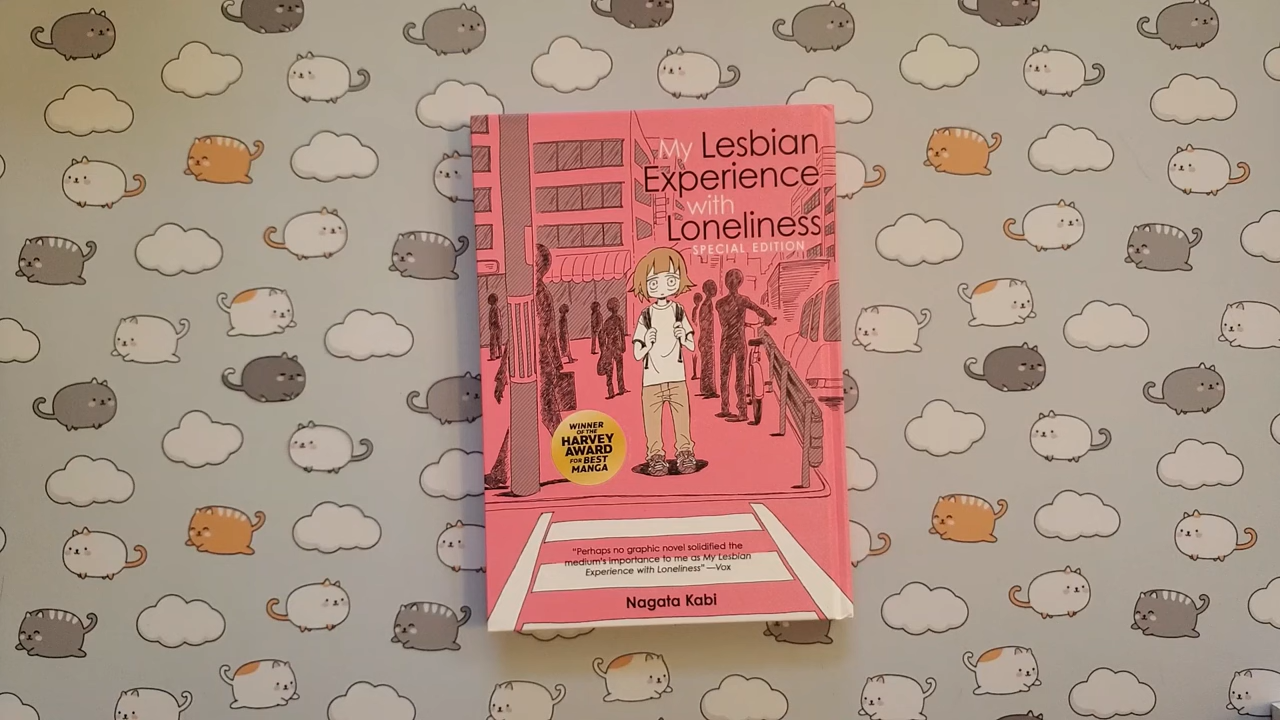 My Lesbian
Experience
with
Loneliness
SPECIAL EDITION
WINNER
OF THE
HARVEY
AWARD
FOR BEST
MANGA
"Perhaps no graphic novel solidified the
medium's importance to me as My Lesbian
Experience with Loneliness" —Vox
Nagata Kabi